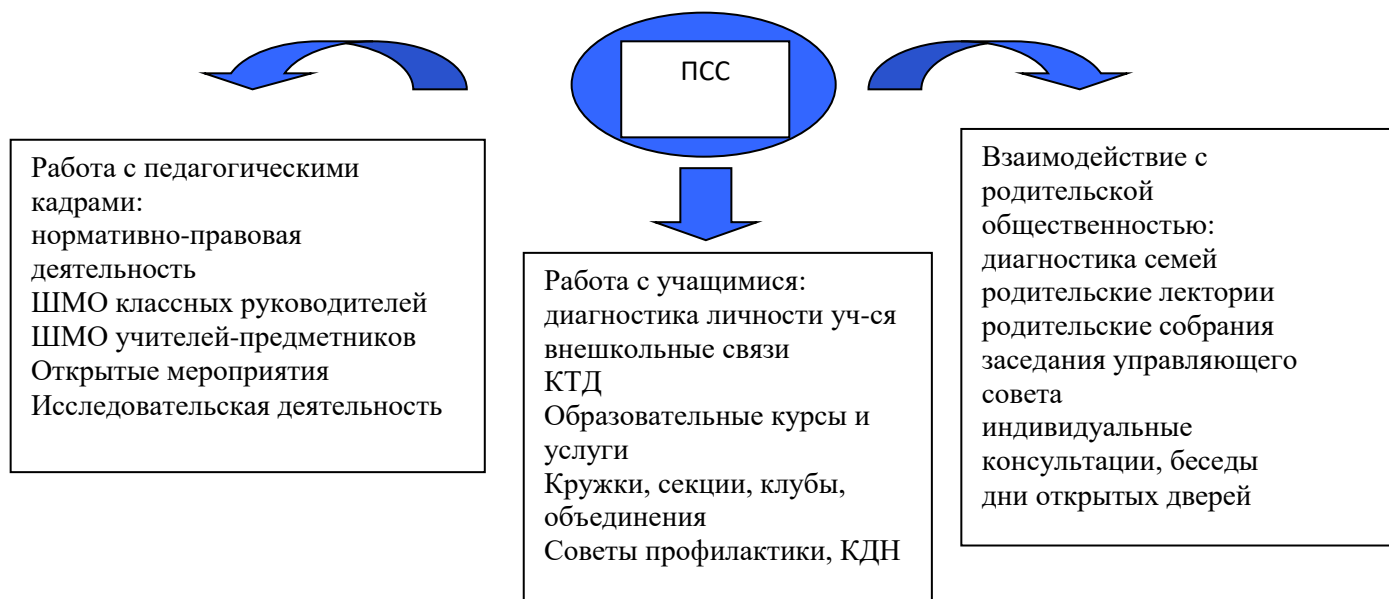 ПСС
Работа с педагогическими
кадрами:
нормативно-правовая
деятельность
ШМО классных руководителей
ШМО учителей-предметников
Открытые мероприятия
Исследовательская деятельность
Работа с учащимися:
диагностика личности уч-ся
внешкольные связи
КТД
Образовательные курсы и
услуги
Кружки, секции, клубы,
объединения
Советы профилактики, КДН
Взаимодействие с
родительской
общественностью:
диагностика семей
родительские лектории
родительские собрания
заседания управляющего
совета
индивидуальные
консультации, беседы
дни открытых дверей